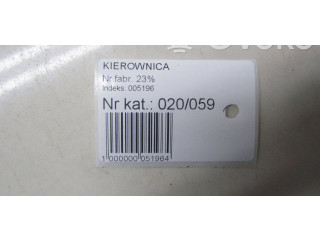 KIEROWNICA
Nr fabr. 23%
Indeks: 005196
Nr kat.: 020/059
1 000000 051964